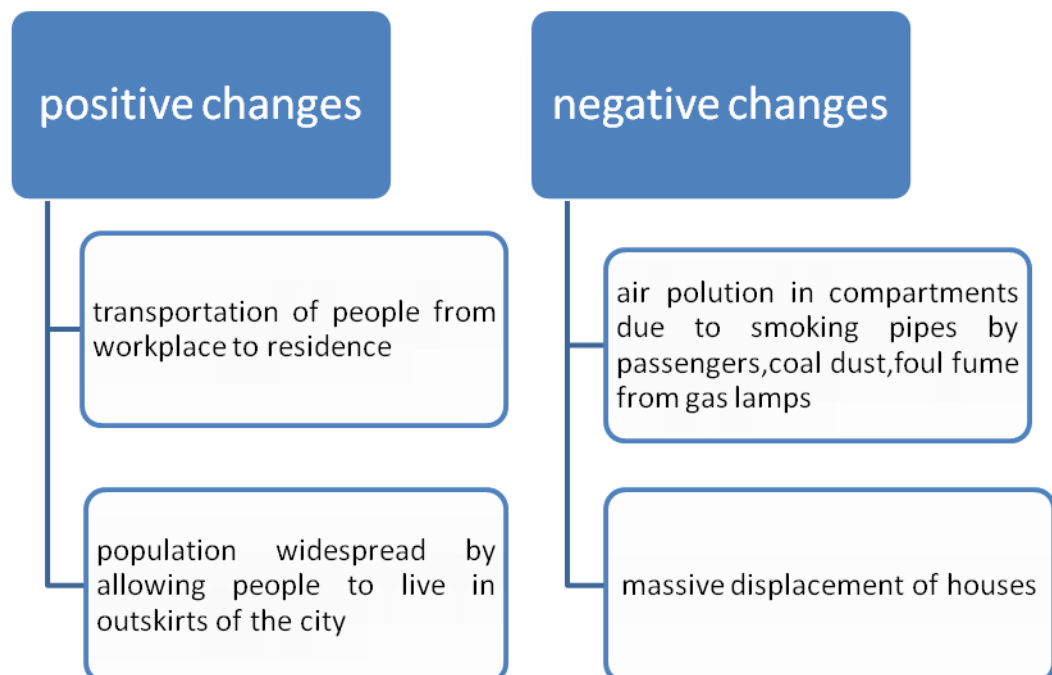 positive changes
transportation of people from
workplace to residence
population widespread by
allowing people to live in
outskirts of the city
negative changes
air polution in compartments
due to smoking pipes by
passengers,coal dust,foul fume
from gas lamps
massive displacement of houses